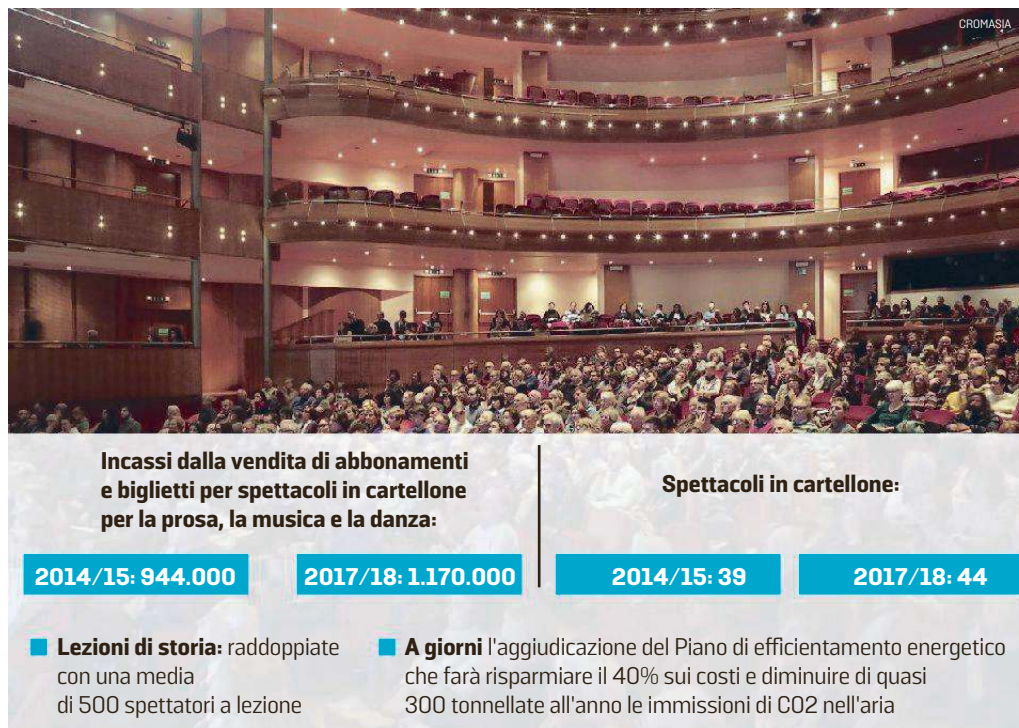 CROMASIA
Incassi dalla vendita di abbonamenti
e biglietti per spettacoli in cartellone
per la prosa, la musica e la danza:
2014/15: 944.000
2017/18: 1.170.000
Spettacoli in cartellone:
2014/15: 39
2017/18: 44
Lezioni di storia: raddoppiate
con una media
di 500 spettatori a lezione
A giorni l'aggiudicazione del Piano di efficientamento energetico
che farà risparmiare il 40% sui costi e diminuire di quasi
300 tonnellate all'anno le immissioni di CO2 nell'aria